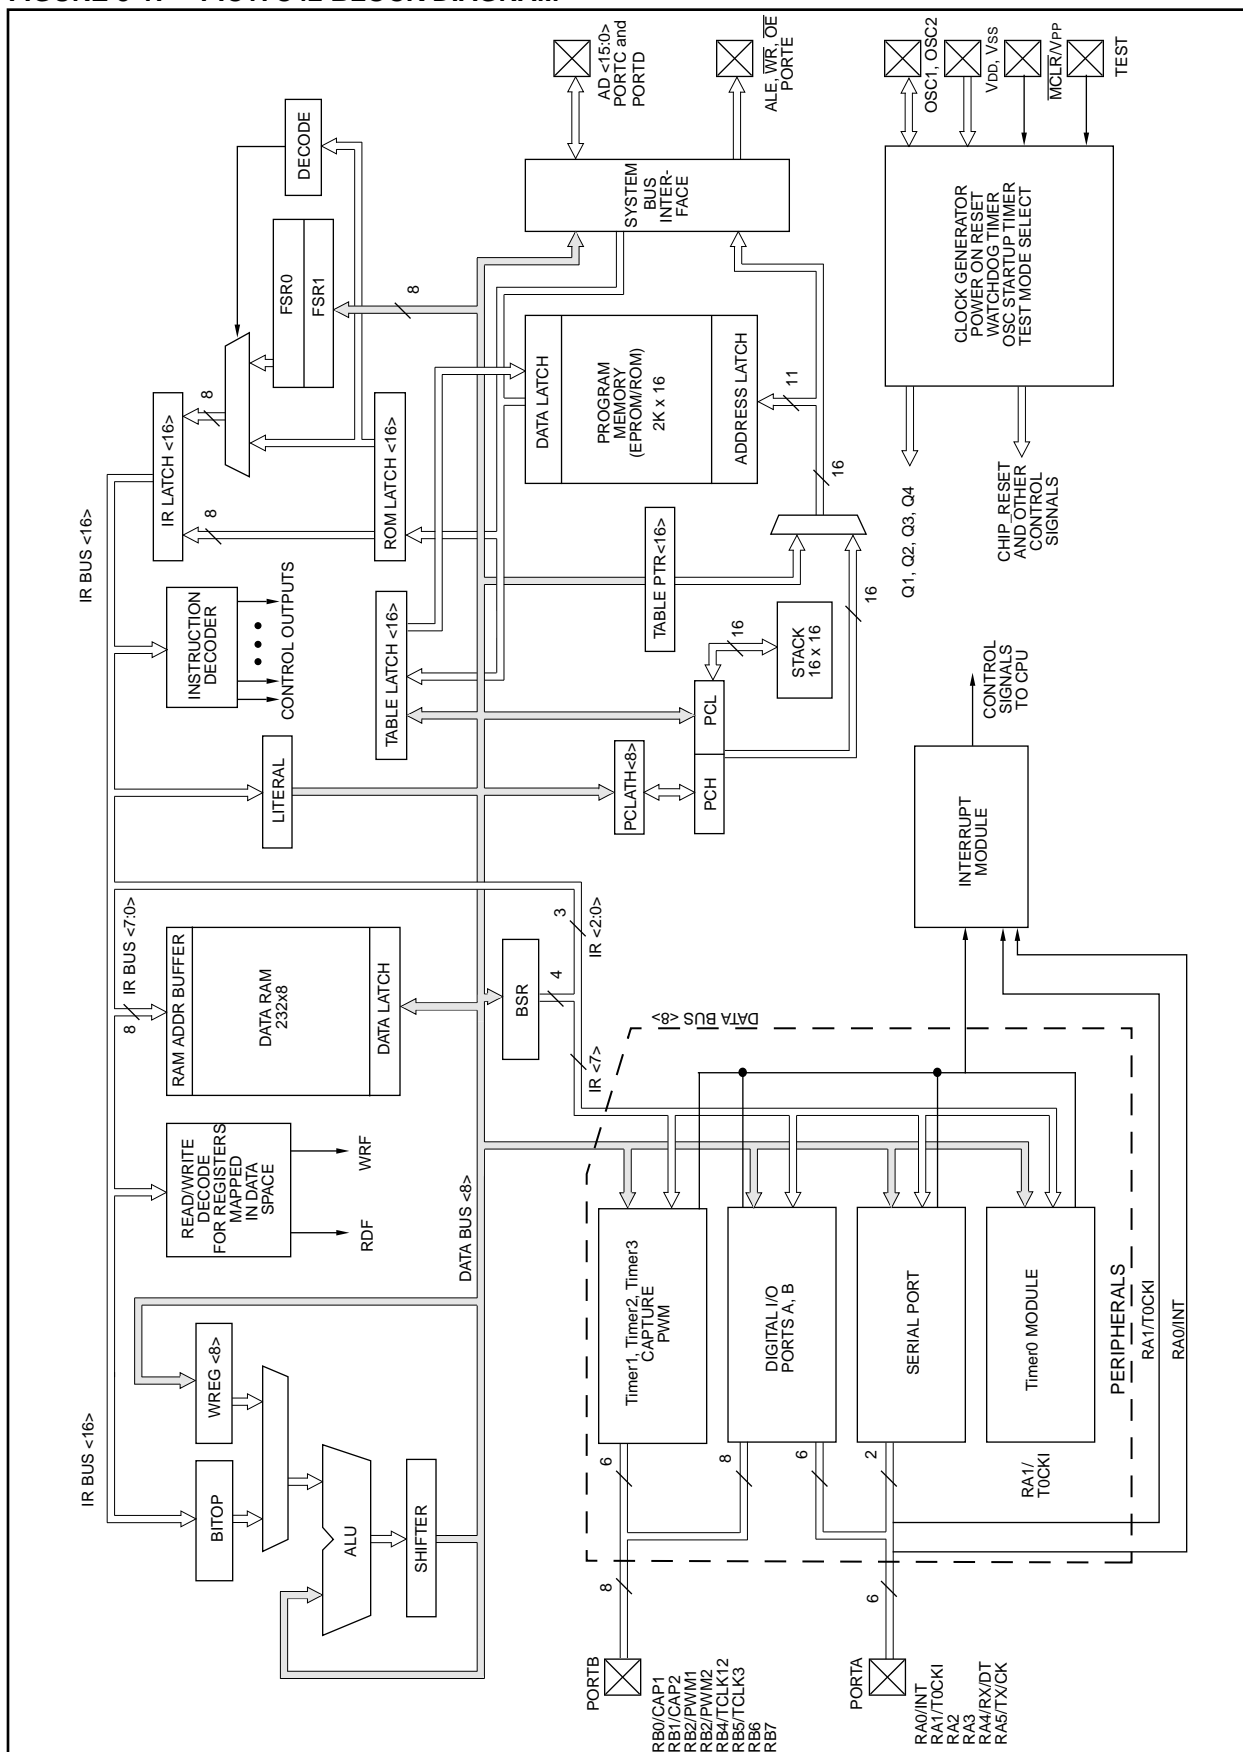 FIGURE BLOCK DIAGRAM
IR BUS <16>
IR BUS <16>
BITOP
WREG <8>
ALU
SHIFTER
READ/WRITE
DECODE
FOR REGISTERS
MAPPED
IN DATA
SPACE
RDF
WRF
8
IR BUS <7:0>
RAM ADDR BUFFER
DATA RAM
232x8
DATA LATCH
LITERAL
INSTRUCTION
DECODER
CONTROL OUTPUTS
IR LATCH <16>
8
8
FSR0
FSR1
DECODE
8
ROM LATCH <16>
TABLE LATCH <16>
DATA BUS <8>
BSR
4
3
IR <2:0>
IR <7>
PCLATH<8>
PCH
PCL
16
STACK
16 x 16
16
TABLE PTR<16>
16
11
DATA LATCH
PROGRAM
MEMORY
(EPROM/ROM)
2K x 16
ADDRESS LATCH
SYSTEM
BUS
INTER-
FACE
AD <15:0>
PORTC and
PORTD
ALE, WR, OE
PORTE
DATA BUS <8>
PORTB
RB0/CAP1
RB1/CAP2
RB2/PWM1
RB2/PWM2
RB4/TCLK12
RB5/TCLK3
RB6
RB7
8
6
8
Timer1, Timer2, Timer3
CAPTURE
PWM
DIGITAL I/O
PORTS A, B
PORTA
RA0/INT
RA1/T0CKI
RA2
RA3
RA4/RX/DT
RA5/TX/CK
6
6
2
SERIAL PORT
RA1/
T0CKI
Timer0 MODULE
PERIPHERALS
RA1/T0CKI
RA0/INT
INTERRUPT
MODULE
CONTROL
SIGNALS
TO CPU
Q1, Q2, Q3, Q4
CHIP_RESET
AND OTHER
CONTROL
SIGNALS
CLOCK GENERATOR
POWER ON RESET
WATCHDOG TIMER
OSC STARTUP TIMER
TEST MODE SELECT
OSC1, OSC2
VDD, VSS
MCLR/VPP
TEST